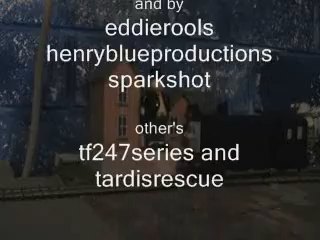 and by
eddierools
henryblueproductions
sparkshot
other's
tf247series and
tardisrescue